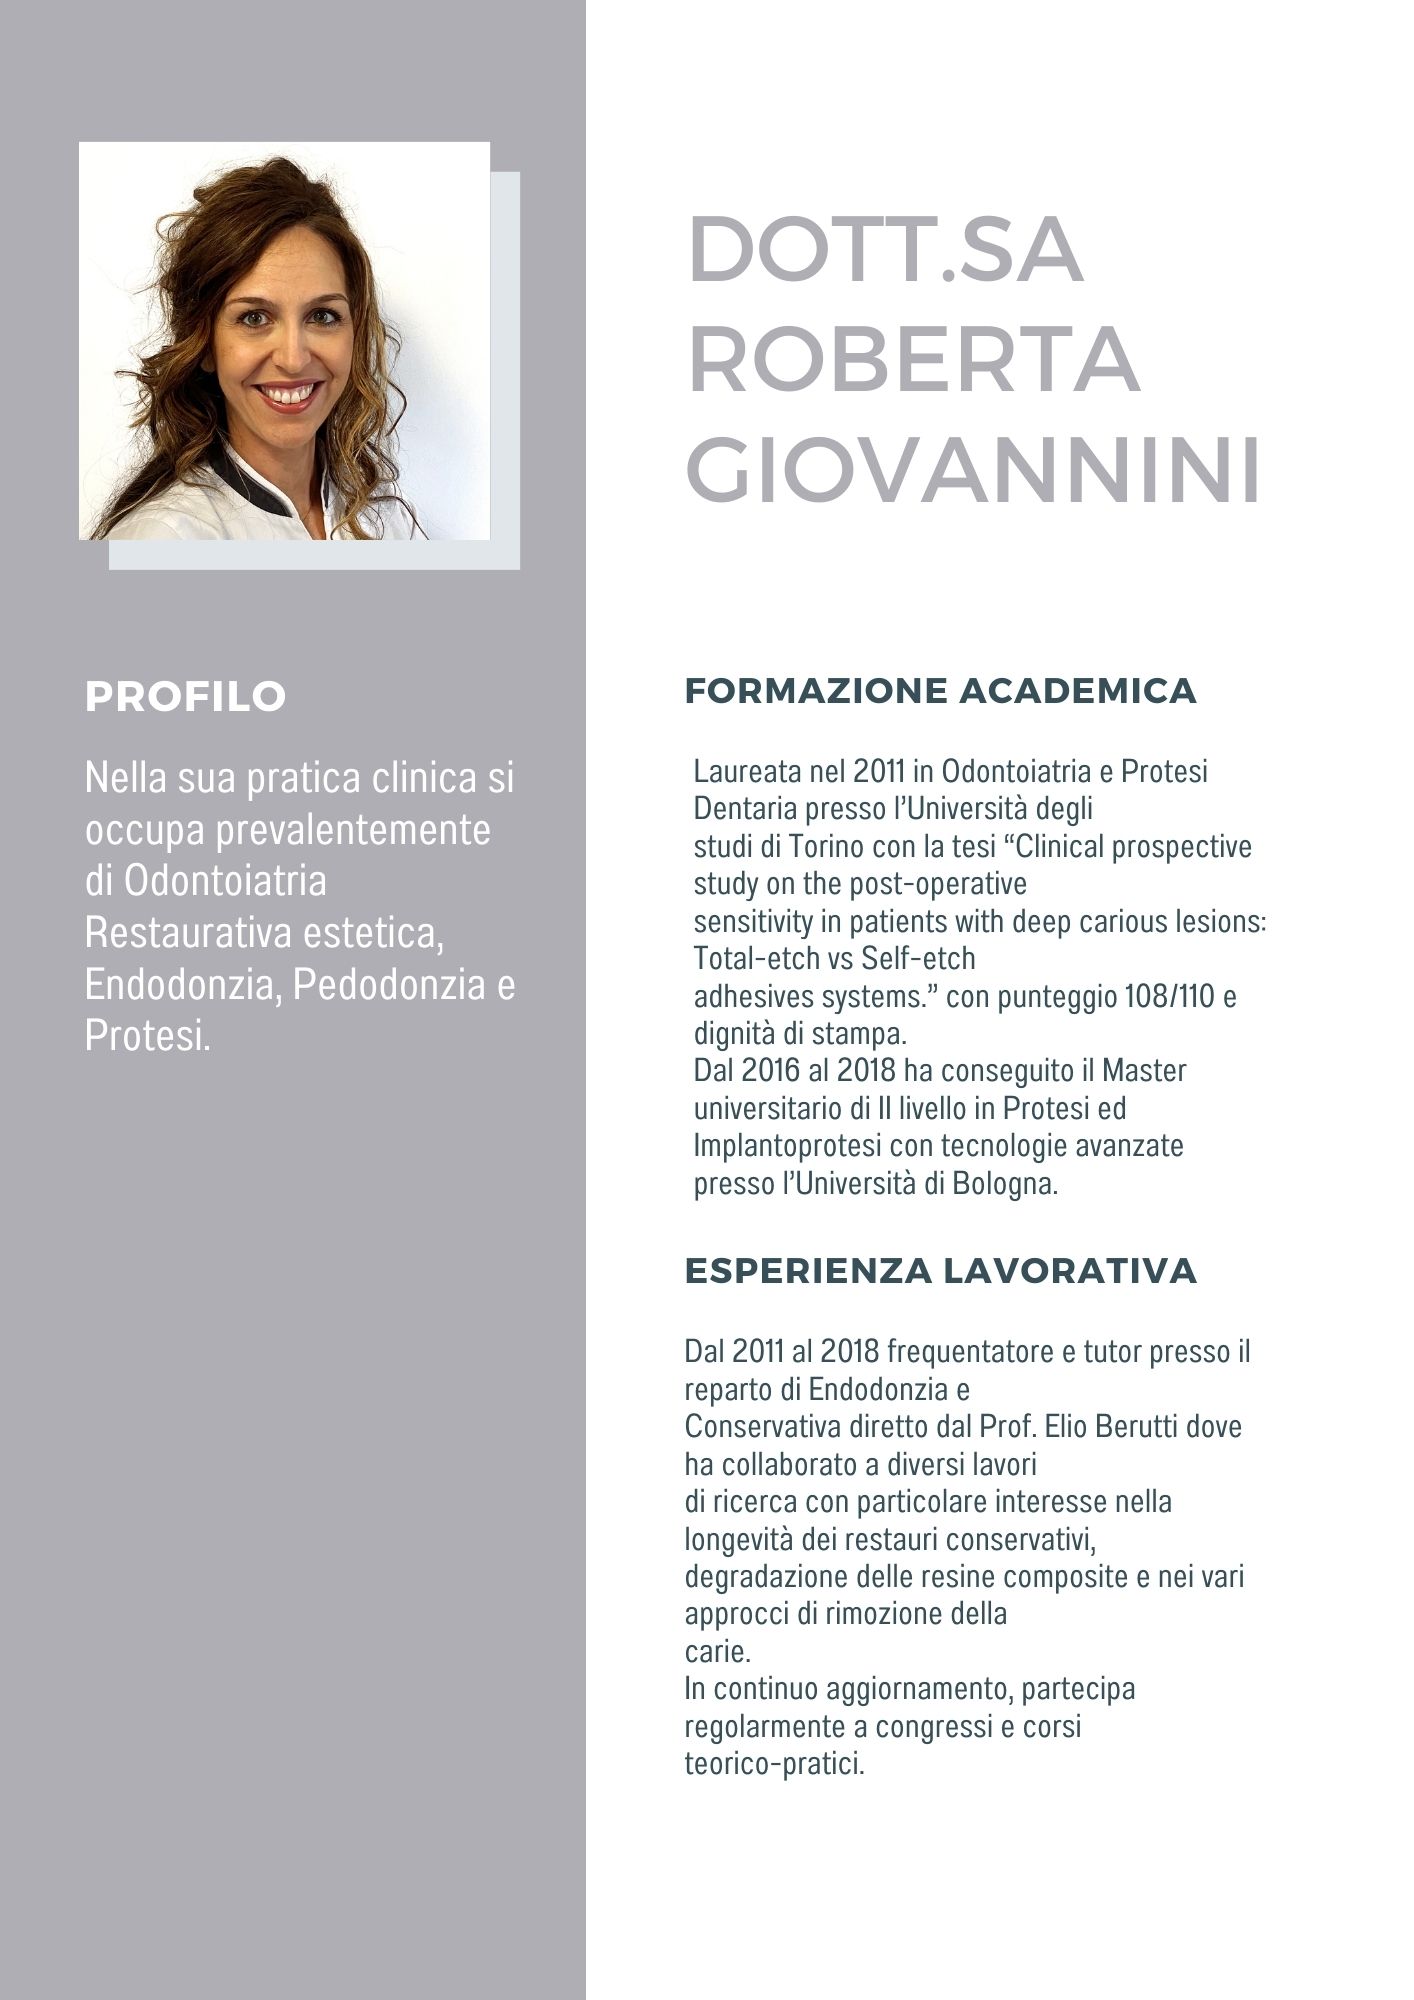 DOTT.SA
ROBERTA
GIOVANNINI
PROFILO
Nella sua pratica clinica si
occupa prevalentemente
di Odontoiatria
Restaurativa estetica,
Endodonzia, Pedodonzia e
Protesi.
FORMAZIONE ACADEMICA
Laureata nel 2011 in Odontoiatria e Protesi
Dentaria presso l’Università degli
studi di Torino con la tesi “Clinical prospective
study on the post-operative
sensitivity in patients with deep carious lesions:
Total-etch vs Self-etch
adhesives systems.” con punteggio 108/110 e
dignità di stampa.
Dal 2016 al 2018 ha conseguito il Master
universitario di II livello in Protesi ed
Implantoprotesi con tecnologie avanzate
presso l’Università di Bologna.
ESPERIENZA LAVORATIVA
Dal 2011 al 2018 frequentatore e tutor presso il
reparto di Endodonzia e
Conservativa diretto dal Prof. Elio Berutti dove
ha collaborato a diversi lavori
di ricerca con particolare interesse nella
longevità dei restauri conservativi,
degradazione delle resine composite e nei vari
approcci di rimozione della
carie.
In continuo aggiornamento, partecipa
regolarmente a congressi e corsi
teorico-pratici.